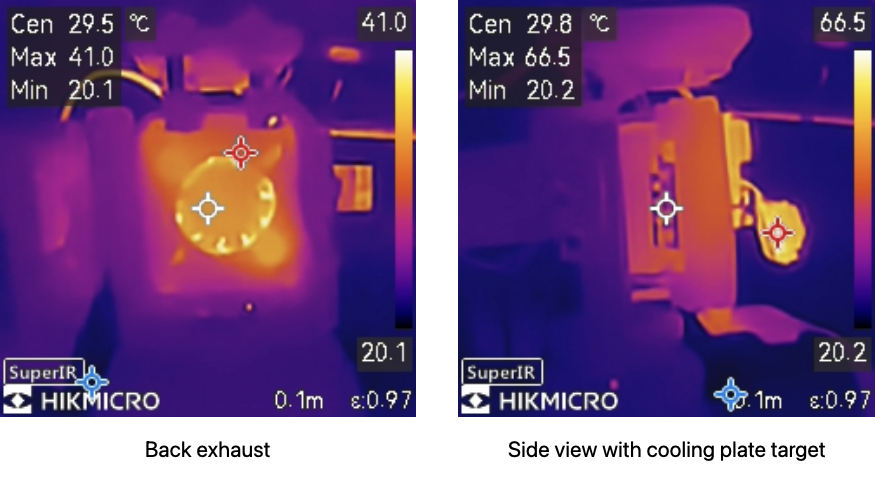 Cen 29.5 ℃
Max 41.0
Min 20.1
41.0
20.1
SuperIR
HIKMICRO
0.1m
ε:0.97
Back exhaust
Cen 29.8 ℃
Max 66.5
Min 20.2
66.5
20.2
SuperIR
HIKMICRO
0.1m
ε:0.97
Side view with cooling plate target